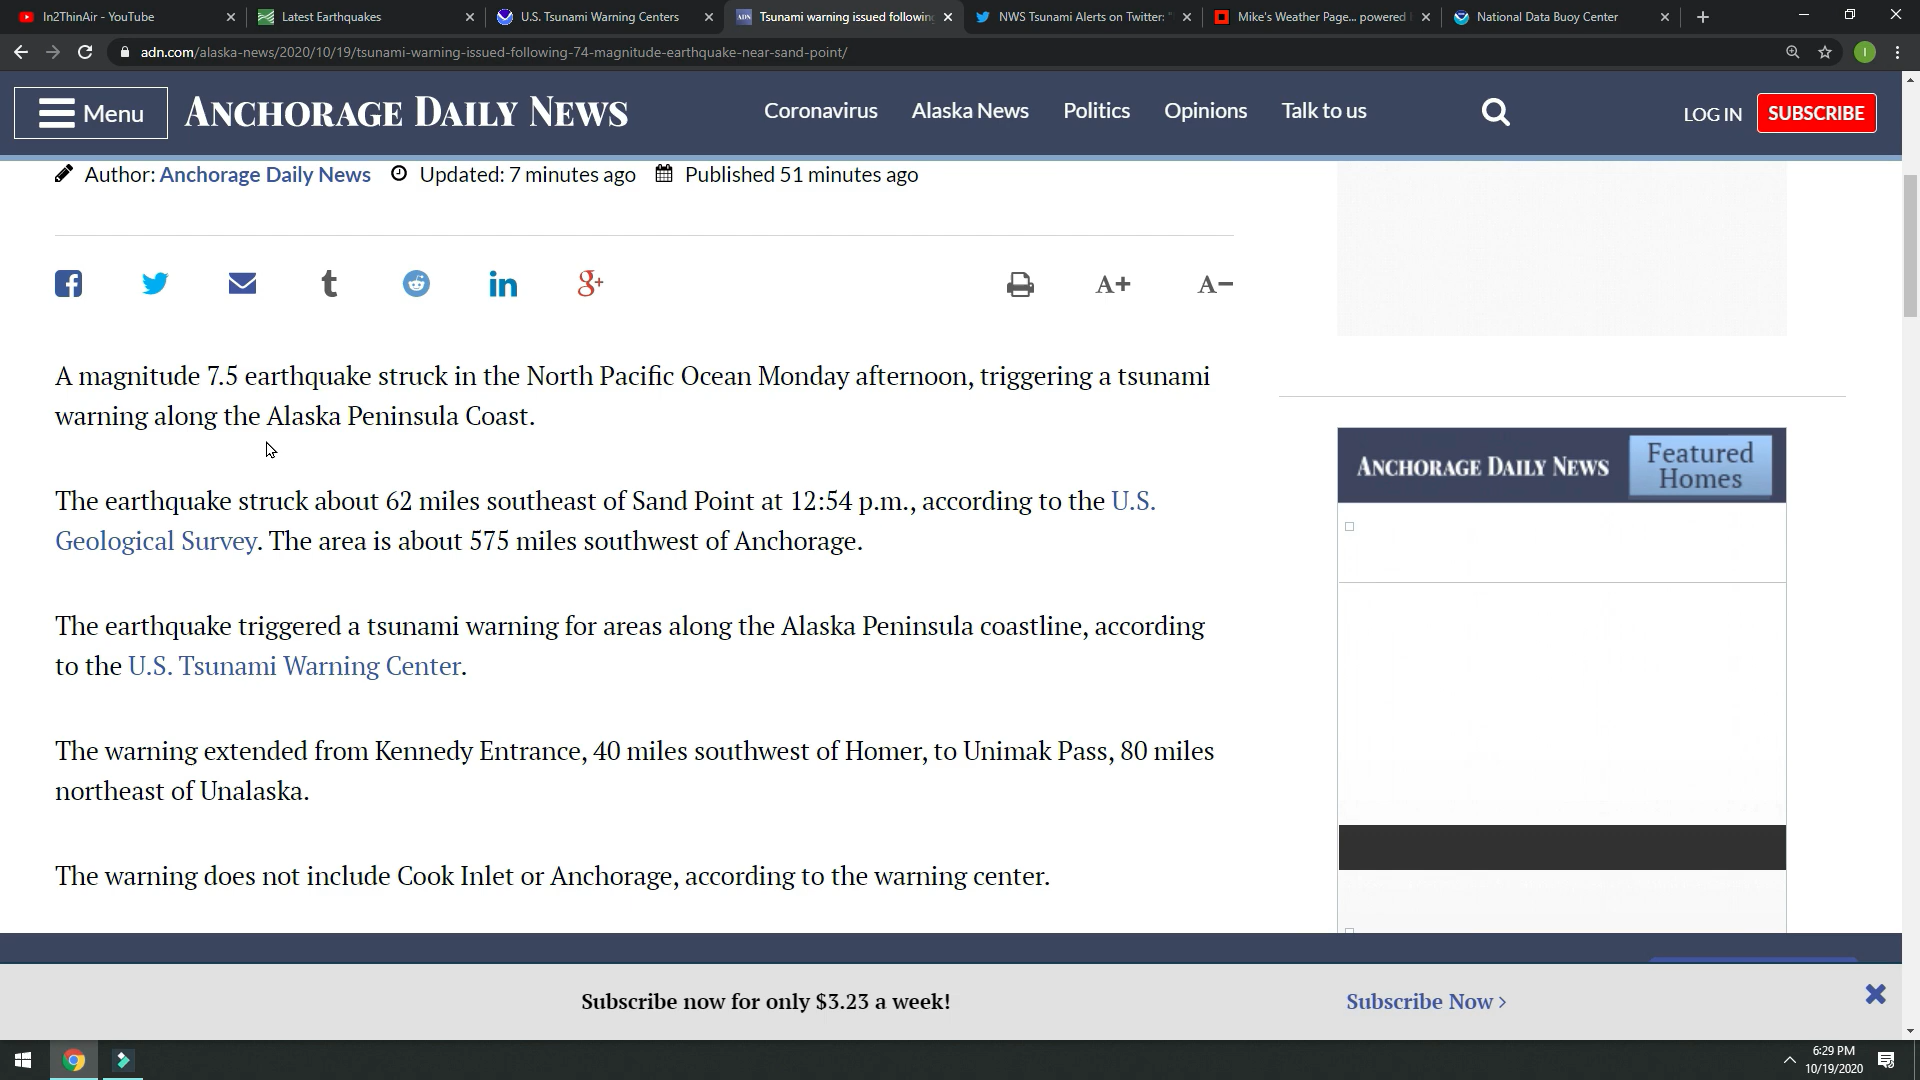 In2ThinAir - YouTube
Latest Earthquakes
U.S. Tsunami Warning Centers
Tsunami warning issued followin
NWS Tsunami Alerts on Twitter: "
Mike's Weather Page... powered
National Data Buoy Center
adn.com/alaska-news/2020/10/19/tsunami-warning-issued-following-74-magnitude-earthquake-near-sand-point/
I
Menu
ANCHORAGE DAILY NEWS
Coronavirus
Alaska News
Politics
Opinions
Talk to us
LOG IN
SUBSCRIBE
Author: Anchorage Daily News
Updated: 7 minutes ago
Published 51 minutes ago
A+
A-
A magnitude 7.5 earthquake struck in the North Pacific Ocean Monday afternoon, triggering a tsunami
warning along the Alaska Peninsula Coast.
The earthquake struck about 62 miles southeast of Sand Point at 12:54 p.m., according to the U.S.
Geological Survey. The area is about 575 miles southwest of Anchorage.
The earthquake triggered a tsunami warning for areas along the Alaska Peninsula coastline, according
to the U.S. Tsunami Warning Center.
The warning extended from Kennedy Entrance, 40 miles southwest of Homer, to Unimak Pass, 80 miles
northeast of Unalaska.
The warning does not include Cook Inlet or Anchorage, according to the warning center.
ANCHORAGE DAILY NEWS
Featured
Homes
Subscribe now for only $3.23 a week!
Subscribe Now >
6:29 PM
10/19/2020